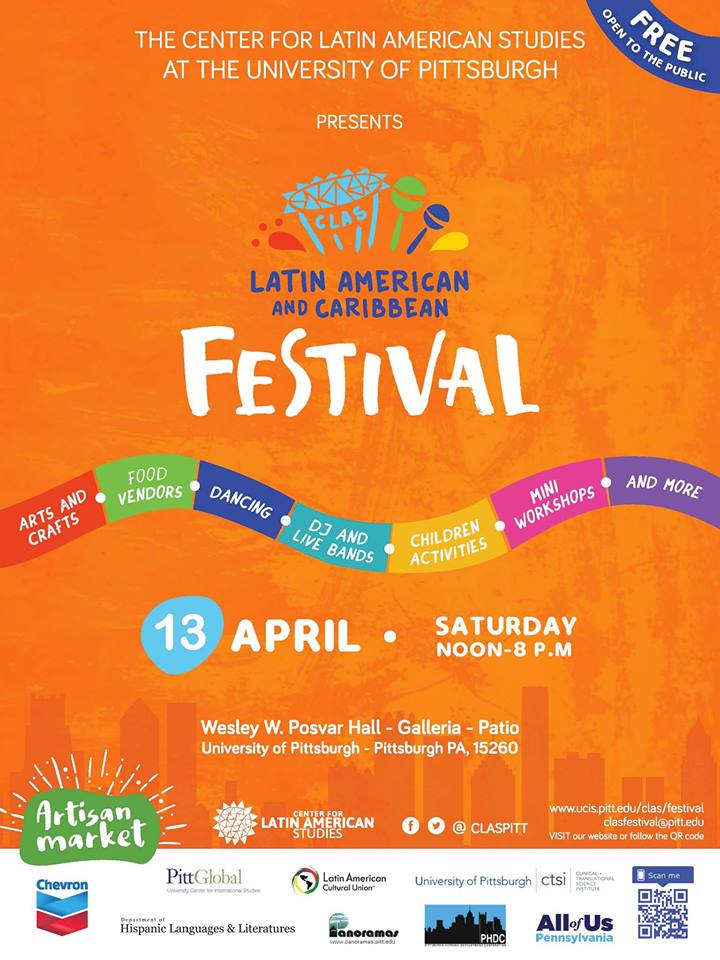 FREE
OPEN TO THE PUBLIC
THE CENTER FOR LATIN AMERICAN STUDIES
AT THE UNIVERSITY OF PITTSBURGH
PRESENTS
CLAS
LATIN AMERICAN
AND CARIBBEAN
FESTIVAL
ARTS AND
CRAFTS
FOOD
VENDORS
DANCING
DJ AND
LIVE BANDS
CHILDREN
ACTIVITIES
MINI
WORKSHOPS
AND MORE
13 APRIL • SATURDAY
NOON-8 P.M
Wesley W. Posvar Hall - Galleria - Patio
University of Pittsburgh - Pittsburgh PA, 15260
Artisan
market
CENTER FOR
LATIN AMERICAN
STUDIES
@ CLASPITT
www.ucis.pitt.edu/clas/festival
clasfestival@pitt.edu
VISIT our website or follow the QR code
Chevron
PittGlobal
University Center for International Studies
Latin American
Cultural Union
University of Pittsburgh
ctsi
CLINICAL +
TRANSLATIONAL
SCIENCE
INSTITUTE
Scan me
Department of
Hispanic Languages & Literatures
Panoramas
www.panoramas.pitt.edu
PHDC
PITTSBURGH HISPANIC DEVELOPMENT CORPORATION
All of Us
Pennsylvania